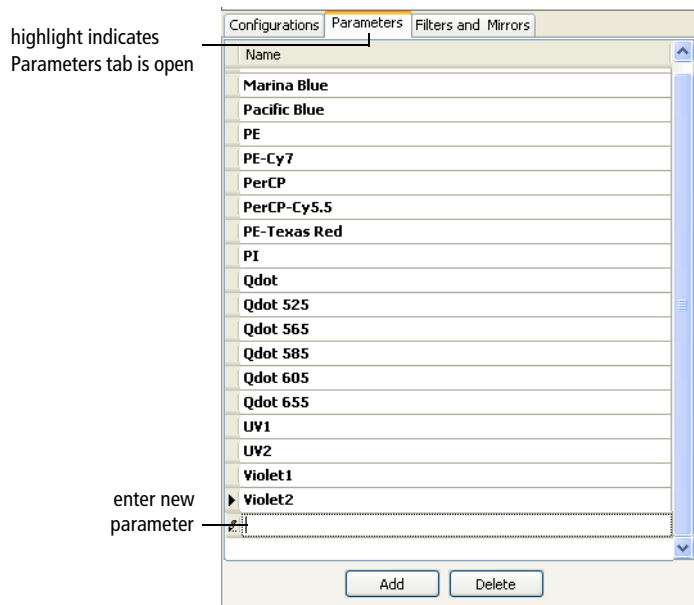 Configurations Parameters Filters and Mirrors
highlight indicates
Parameters tab is open
Name
Marina Blue
Pacific Blue
PE
PE-Cy7
PerCP
PerCP-Cy5.5
PE-Texas Red
PI
Qdot
Qdot 525
Qdot 565
Qdot 585
Qdot 605
Qdot 655
UV1
UV2
Violet1
Violet2
enter new
parameter
Add Delete